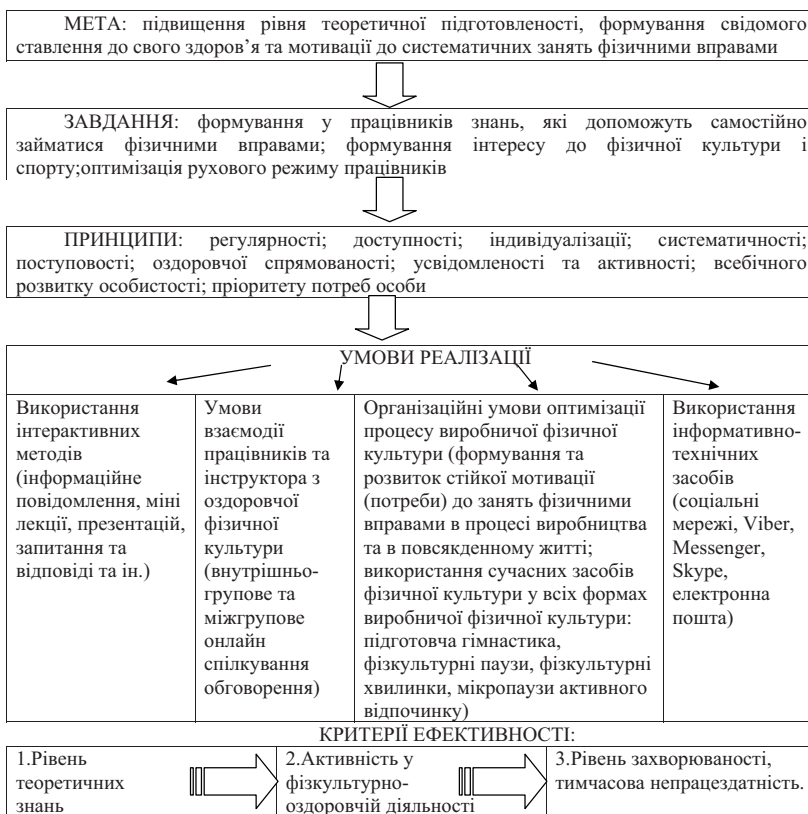 МЕТА: підвищення рівня теоретичної підготовленості, формування свідомого
ставлення до свого здоров’я та мотивації до систематичних занять фізичними вправами
ЗАВДАННЯ: формування у працівників знань, які допоможуть самостійно
займатися фізичними вправами; формування інтересу до фізичної культури і
спорту;оптимізація рухового режиму працівників
ПРИНЦИПИ: регулярності; доступності; індивідуалізації; систематичності;
поступовості; оздоровчої спрямованості; усвідомленості та активності; всебічного
розвитку особистості; пріоритету потреб особи
УМОВИ РЕАЛІЗАЦІЇ
Використання
інтерактивних
методів
(інформаційне
повідомлення, міні
лекції, презентацій,
запитання та
відповіді та ін.)
Умови
взаємодії
працівників та
інструктора з
оздоровчої
фізичної
культури
(внутрішньо-
групове та
міжгрупове
онлайн
спілкування
обговорення)
Організаційні умови оптимізації
процесу виробничої фізичної
культури (формування та
розвиток стійкої мотивації
(потреби) до занять фізичними
вправами в процесі виробництва
та в повсякденному житті;
використання сучасних засобів
фізичної культури у всіх формах
виробничої фізичної культури:
підготовча гімнастика,
фізкультурні паузи, фізкультурні
хвилинки, мікропаузи активного
відпочинку)
Використання
інформативно-
технічних
засобів
(соціальні
мережі, Viber,
Messenger,
Skype,
електронна
пошта)
КРИТЕРІЇ ЕФЕКТИВНОСТІ:
1.Рівень
теоретичних
знань
2.Активність у
фізкультурно-
оздоровчій діяльності
3.Рівень захворюваності,
тимчасова непрацездатність.